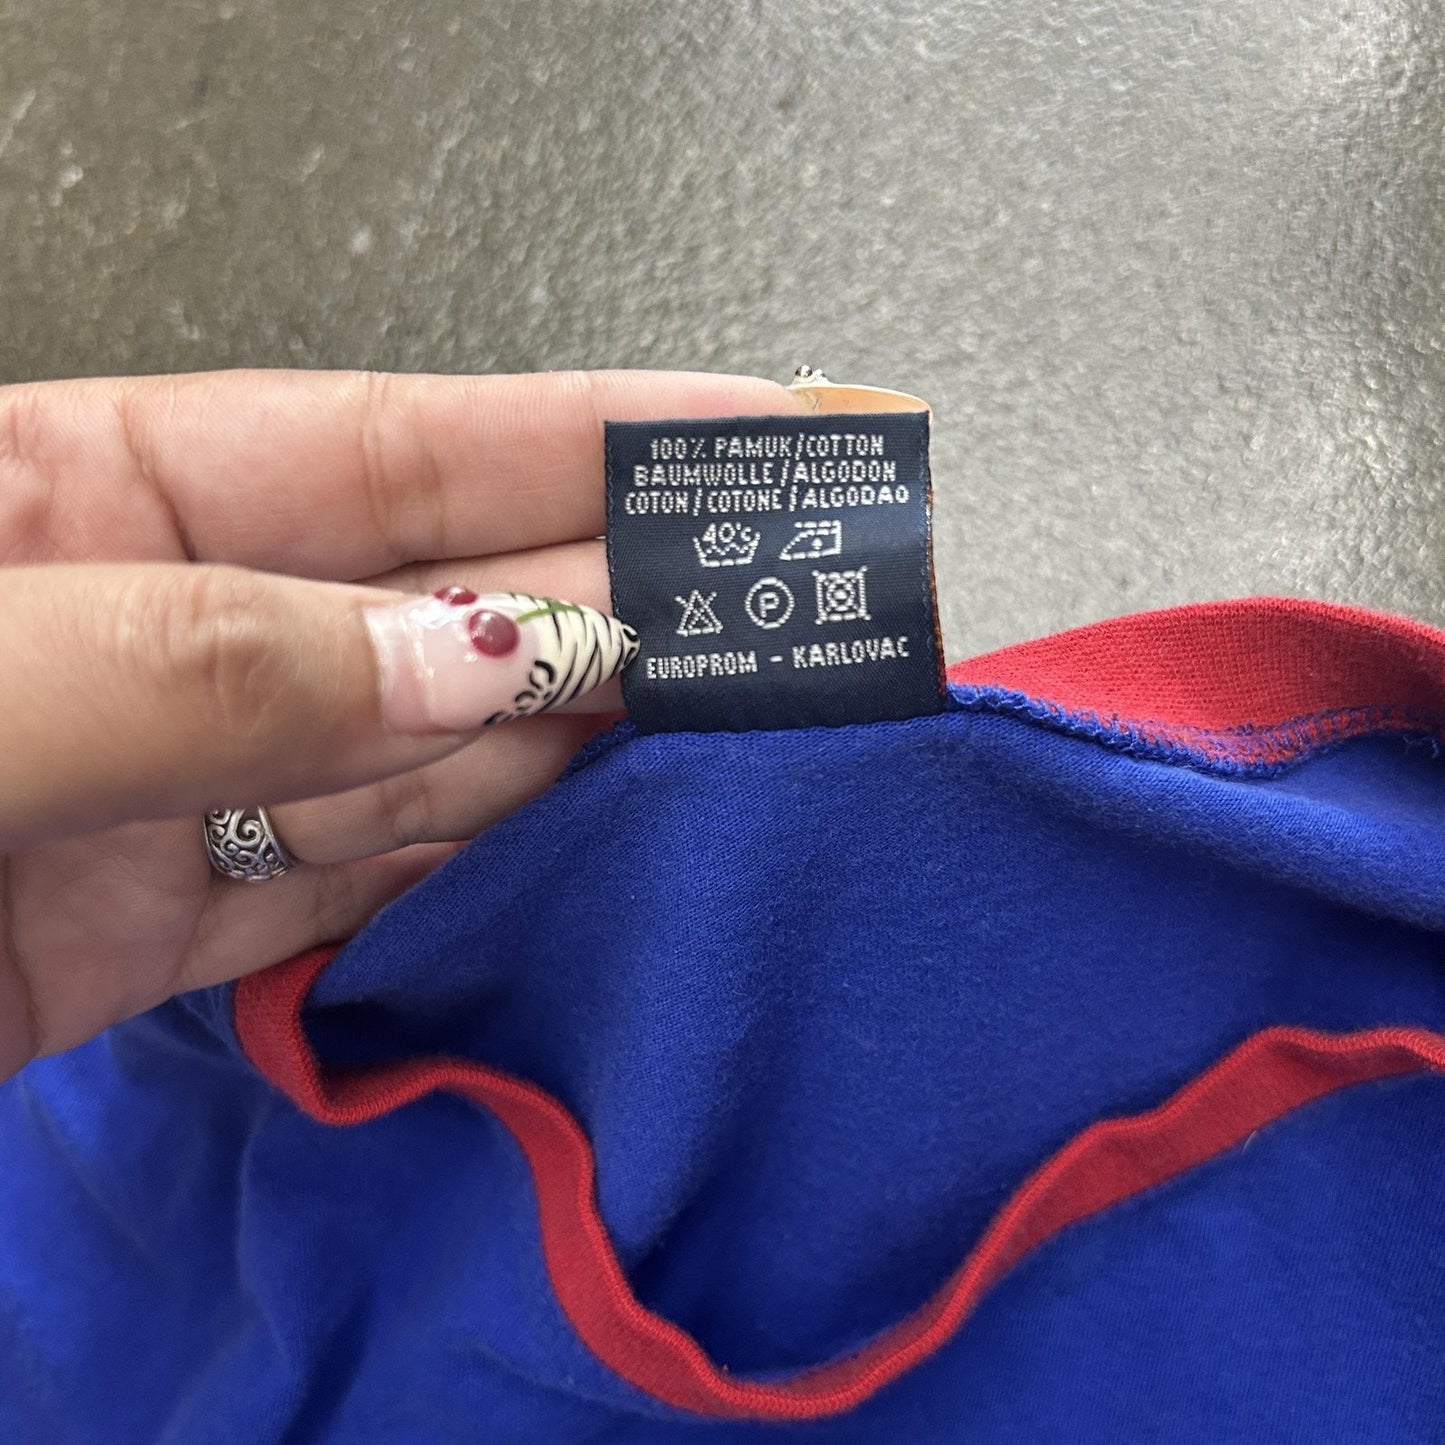 100% PAMUK/COTTON
BAUMWOLLE/ALGODON
COTON/COTONE/ALGODAO
40°c
P
EUROPROM - KARLOVAC